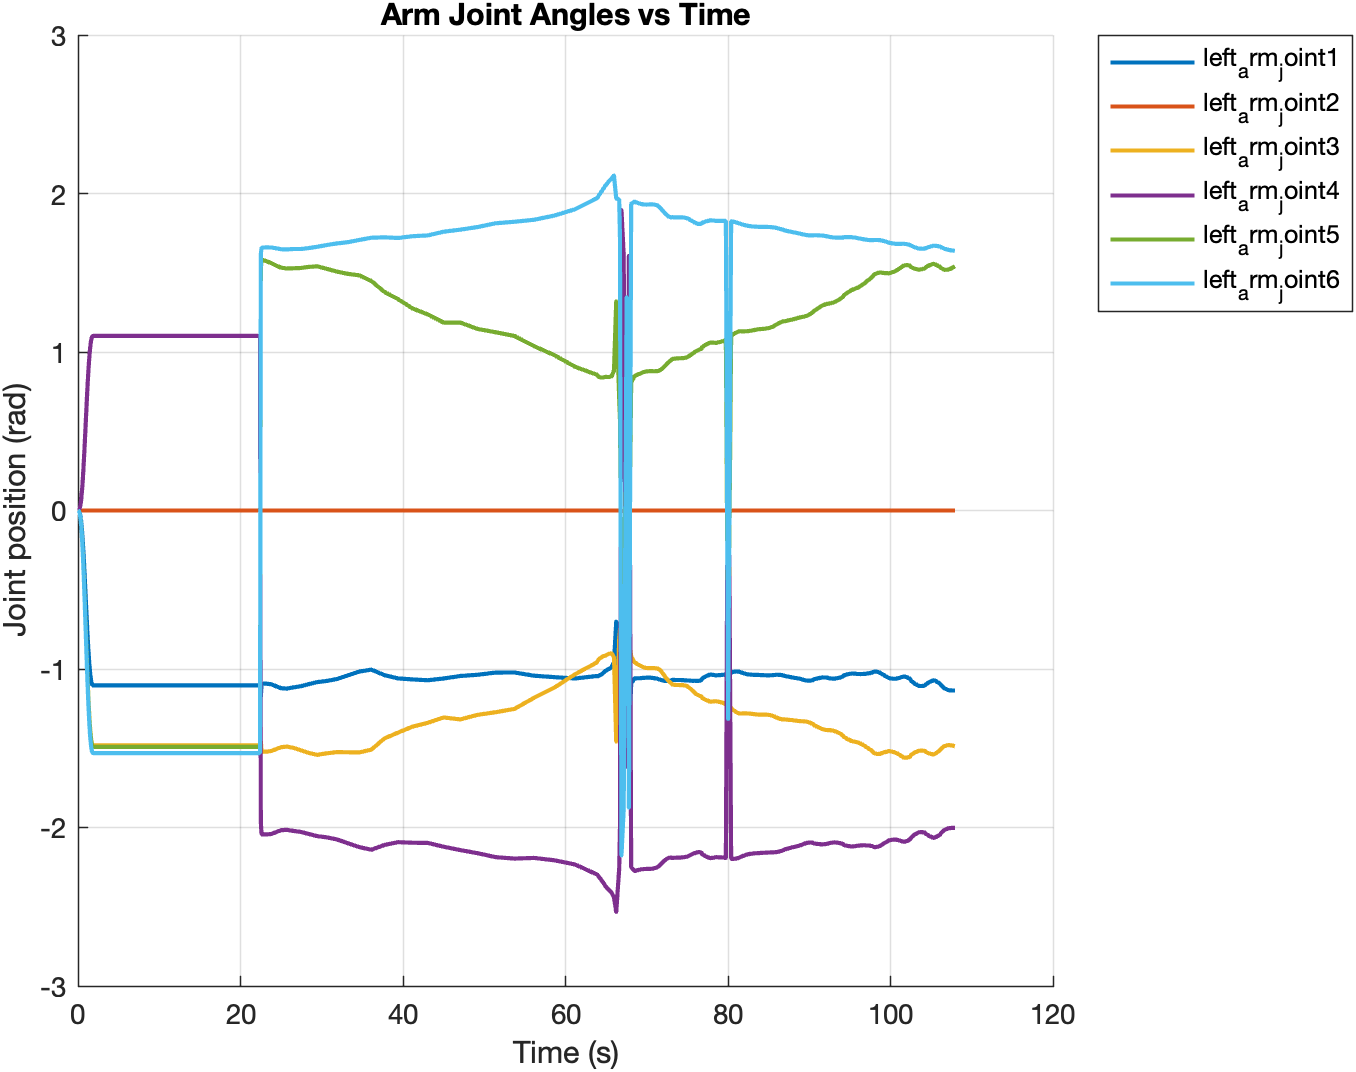 Arm Joint Angles vs Time
3
2
1
0
-1
-2
-3
Joint position (rad)
0 20 40 60 80 100 120
Time (s)
left_arm_joint1
left_arm_joint2
left_arm_joint3
left_arm_joint4
left_arm_joint5
left_arm_joint6